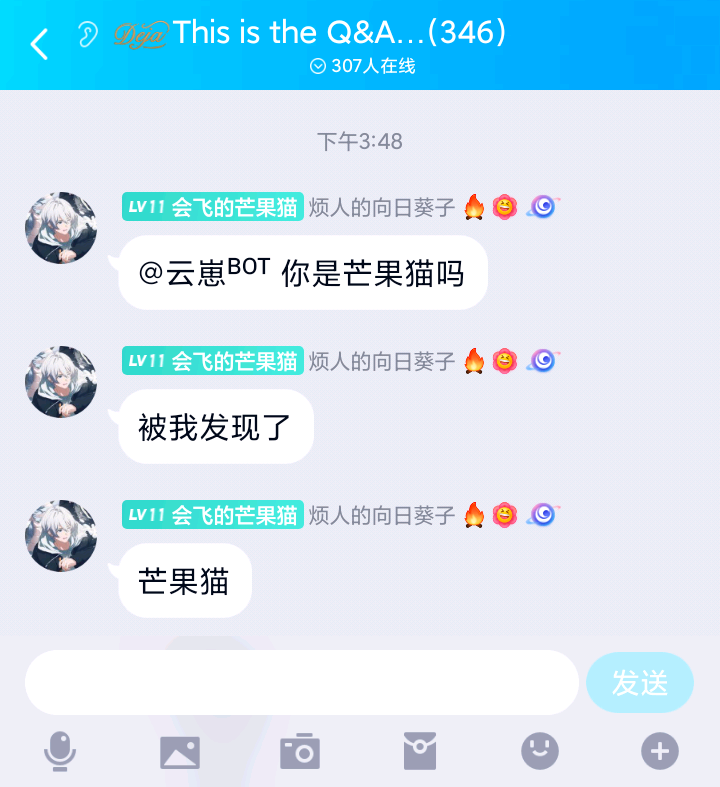 Deja This is the Q&A...(346)
307人在线
下午3:48
LV11 会飞的芒果猫 烦人的向日葵子
@云崽ᴮᴼᵀ 你是芒果猫吗
LV11 会飞的芒果猫 烦人的向日葵子
被我发现了
LV11 会飞的芒果猫 烦人的向日葵子
芒果猫
发送